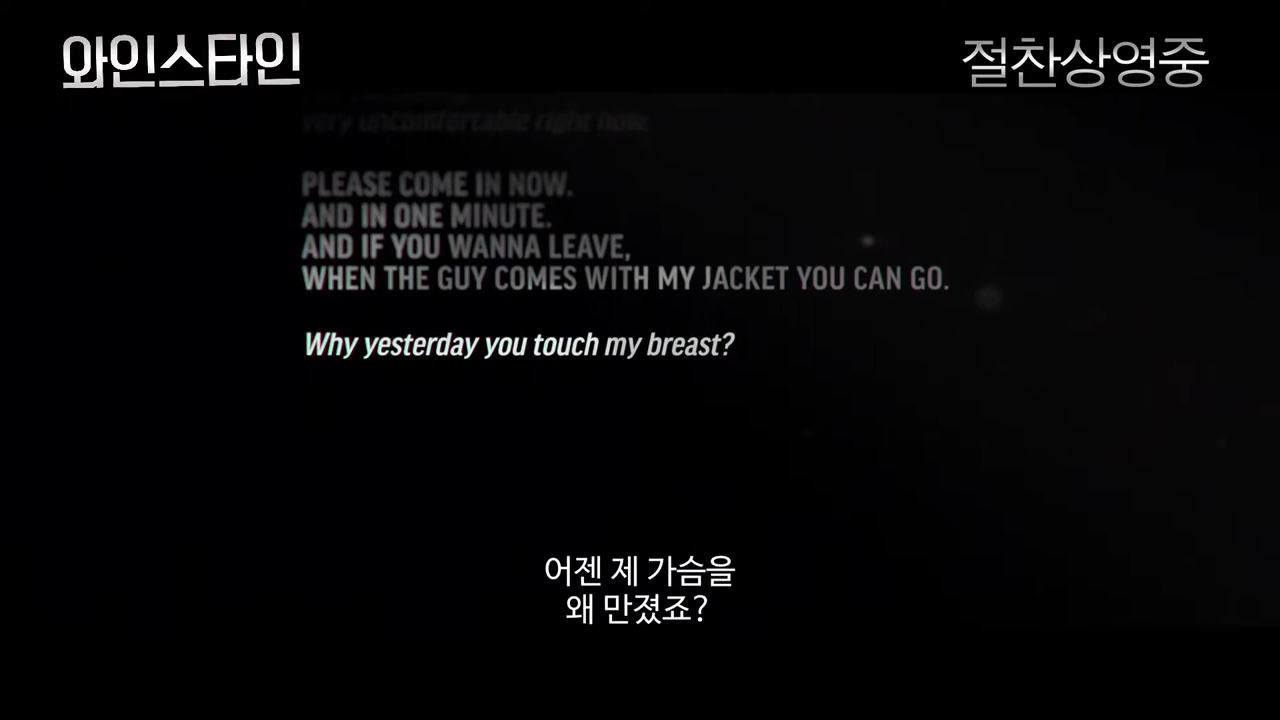 와인스타인
절찬상영중
very uncomfortable right now.
PLEASE COME IN NOW.
AND IN ONE MINUTE.
AND IF YOU WANNA LEAVE,
WHEN THE GUY COMES WITH MY JACKET YOU CAN GO.
Why yesterday you touch my breast?
어젠 제 가슴을
왜 만졌죠?